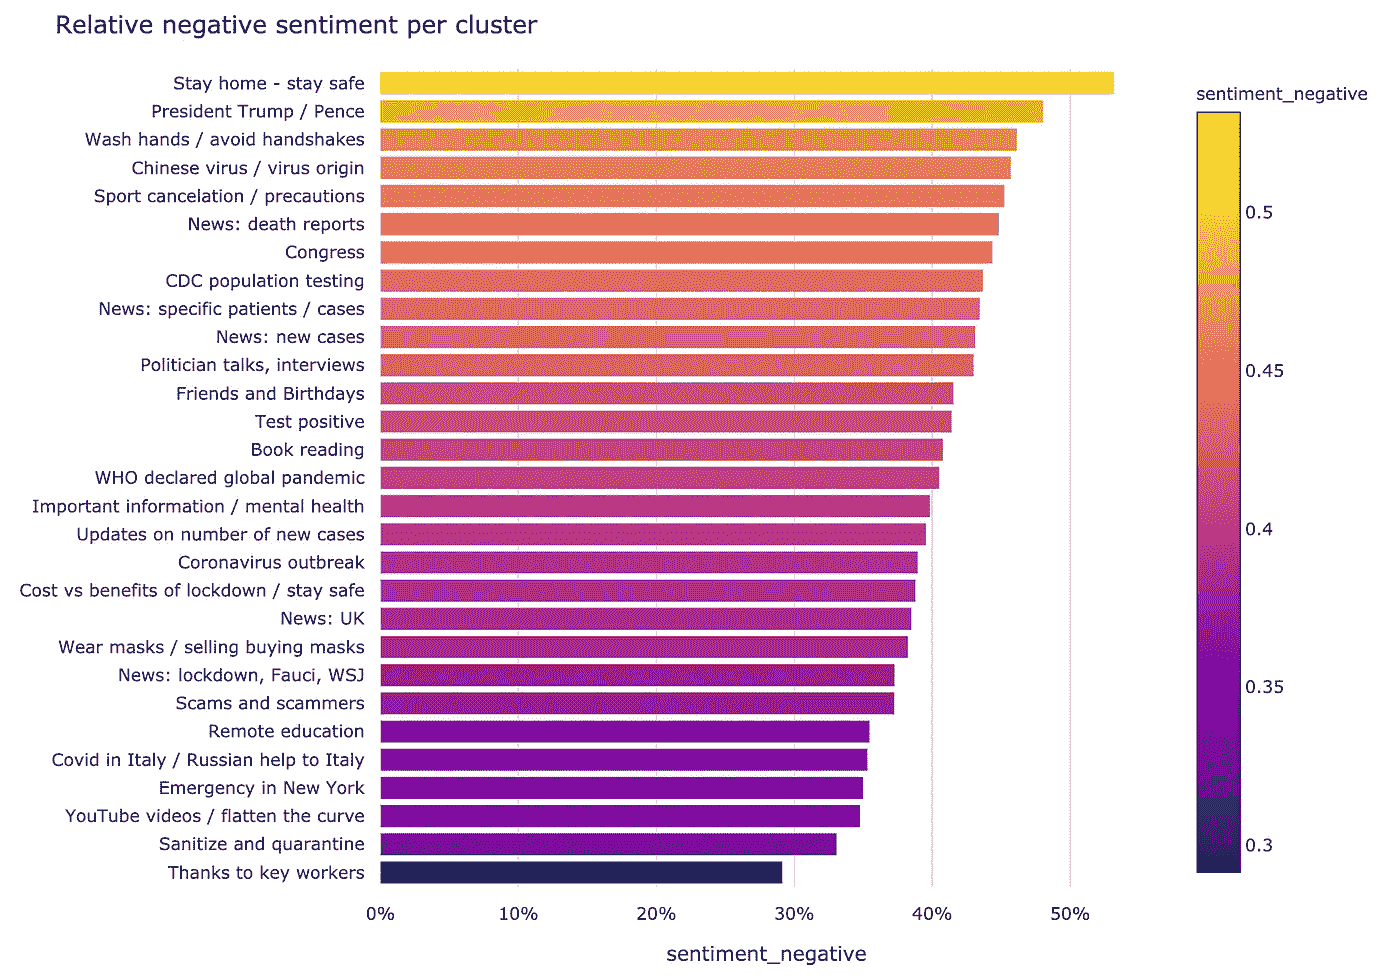 Relative negative sentiment per cluster
Stay home - stay safe
President Trump / Pence
Wash hands / avoid handshakes
Chinese virus / virus origin
Sport cancelation / precautions
News: death reports
Congress
CDC population testing
News: specific patients / cases
News: new cases
Politician talks, interviews
Friends and Birthdays
Test positive
Book reading
WHO declared global pandemic
Important information / mental health
Updates on number of new cases
Coronavirus outbreak
Cost vs benefits of lockdown / stay safe
News: UK
Wear masks / selling buying masks
News: lockdown, Fauci, WSJ
Scams and scammers
Remote education
Covid in Italy / Russian help to Italy
Emergency in New York
YouTube videos / flatten the curve
Sanitize and quarantine
Thanks to key workers
0% 10% 20% 30% 40% 50%
sentiment_negative
sentiment_negative
0.5
0.45
0.4
0.35
0.3